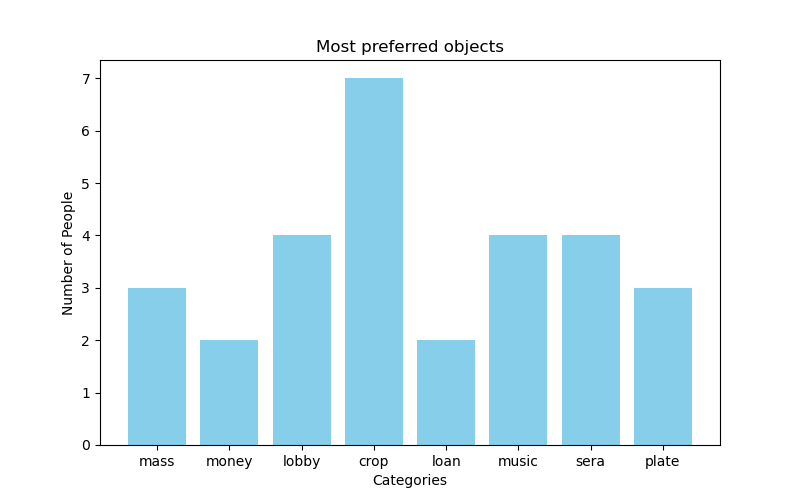 Most preferred objects
Number of People
7
6
5
4
3
2
1
0
mass money lobby crop loan music sera plate
Categories